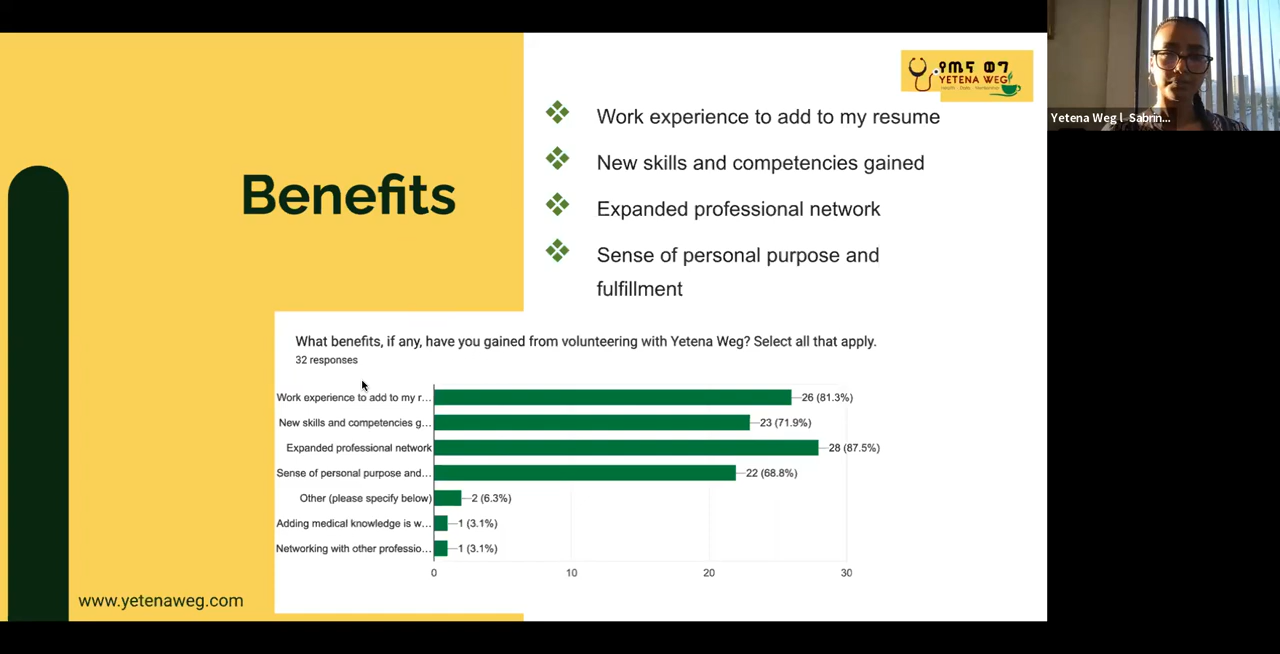 Benefits
www.yetenaweg.com
የጤና ወግ
YETENA WEG
Work experience to add to my resume
New skills and competencies gained
Expanded professional network
Sense of personal purpose and
fulfillment
What benefits, if any, have you gained from volunteering with Yetena Weg? Select all that apply.
32 responses
Work experience to add to my r... 26 (81.3%)
New skills and competencies g... 23 (71.9%)
Expanded professional network 28 (87.5%)
Sense of personal purpose and... 22 (68.8%)
Other (please specify below) 2 (6.3%)
Adding medical knowledge is w... 1 (3.1%)
Networking with other professio... 1 (3.1%)
0 10 20 30
Yetena Weg l Sabrin...